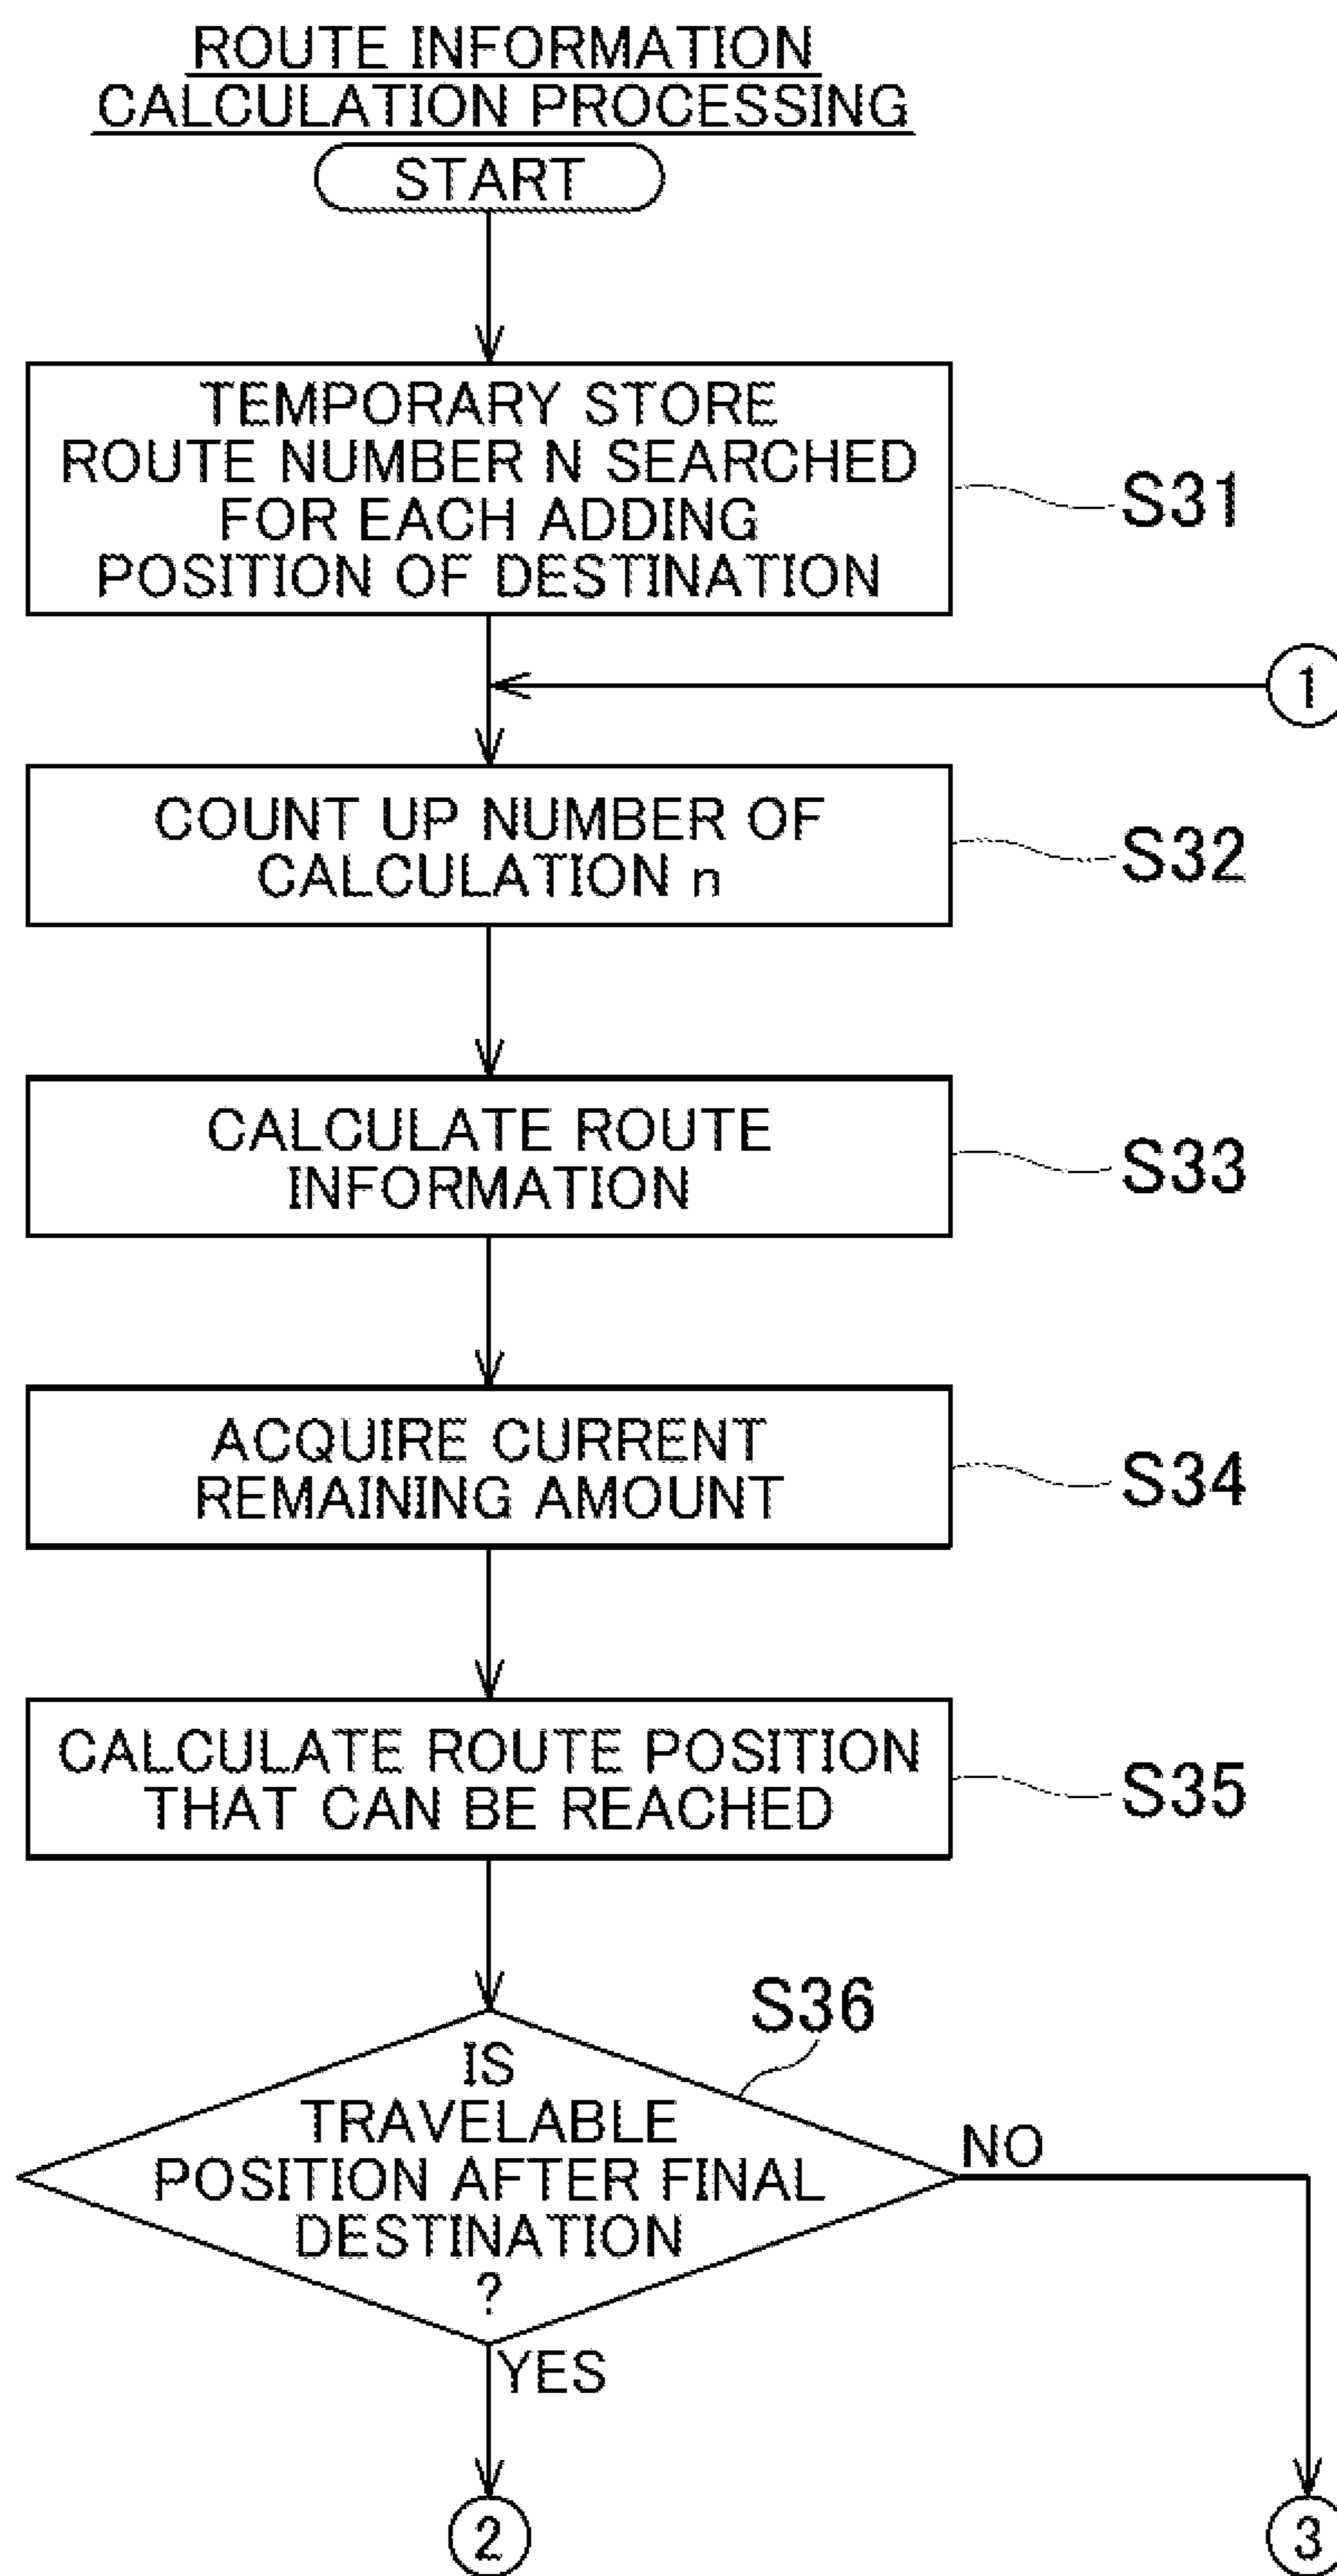 ROUTE INFORMATION
CALCULATION PROCESSING
START
TEMPORARY STORE
ROUTE NUMBER N SEARCHED
FOR EACH ADDING
POSITION OF DESTINATION
S31
1
COUNT UP NUMBER OF
CALCULATION n
S32
CALCULATE ROUTE
INFORMATION
S33
ACQUIRE CURRENT
REMAINING AMOUNT
S34
CALCULATE ROUTE POSITION
THAT CAN BE REACHED
S35
S36
IS
TRAVELABLE
POSITION AFTER FINAL
DESTINATION
?
NO
YES
2
3